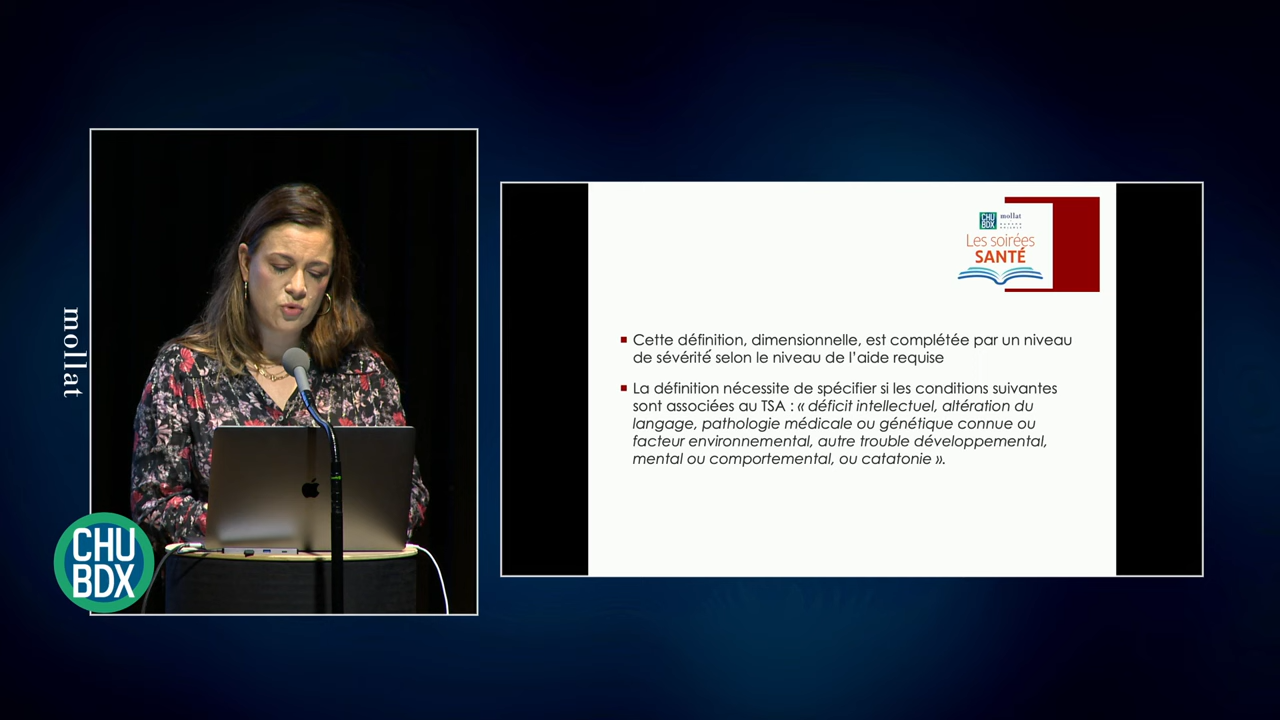 mollat
CHU
BDX
CHU
BDX
mollat
Les soirées
SANTÉ
Cette définition, dimensionnelle, est complétée par un niveau
de sévérité selon le niveau de l’aide requise
La définition nécessite de spécifier si les conditions suivantes
sont associées au TSA : « déficit intellectuel, altération du
langage, pathologie médicale ou génétique connue ou
facteur environnemental, autre trouble développemental,
mental ou comportemental, ou catatonie ».